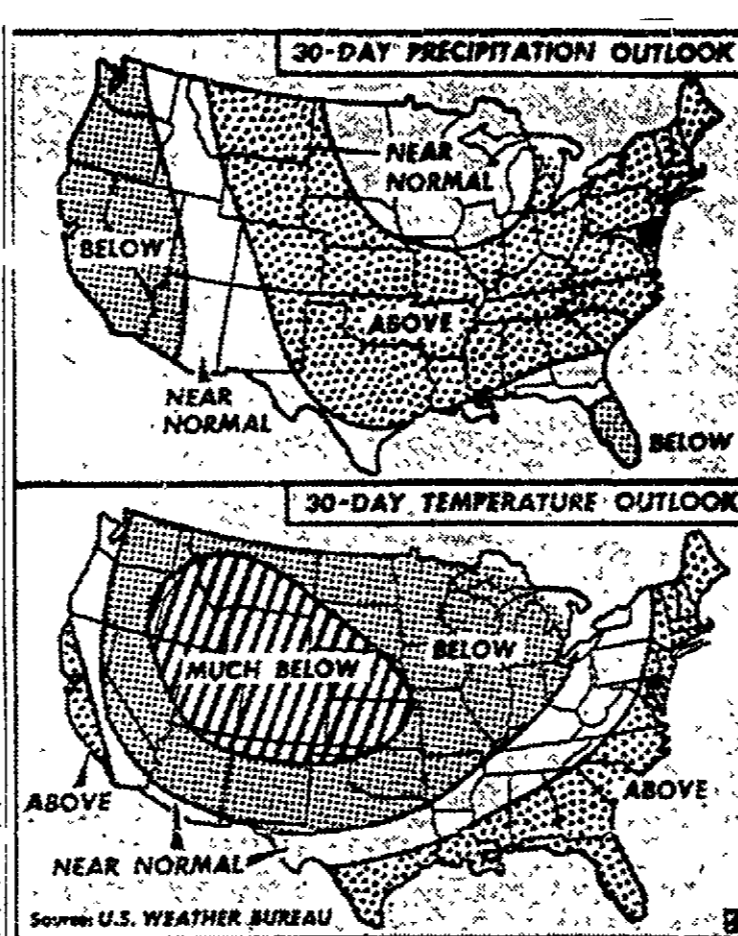 30-DAY PRECIPITATION OUTLOOK
NEAR
NORMAL
BELOW
ABOVE
NEAR
NORMAL
BELOW
30-DAY TEMPERATURE OUTLOOK
BELOW
MUCH BELOW
ABOVE
ABOVE
NEAR NORMAL
Source: U.S. WEATHER BUREAU